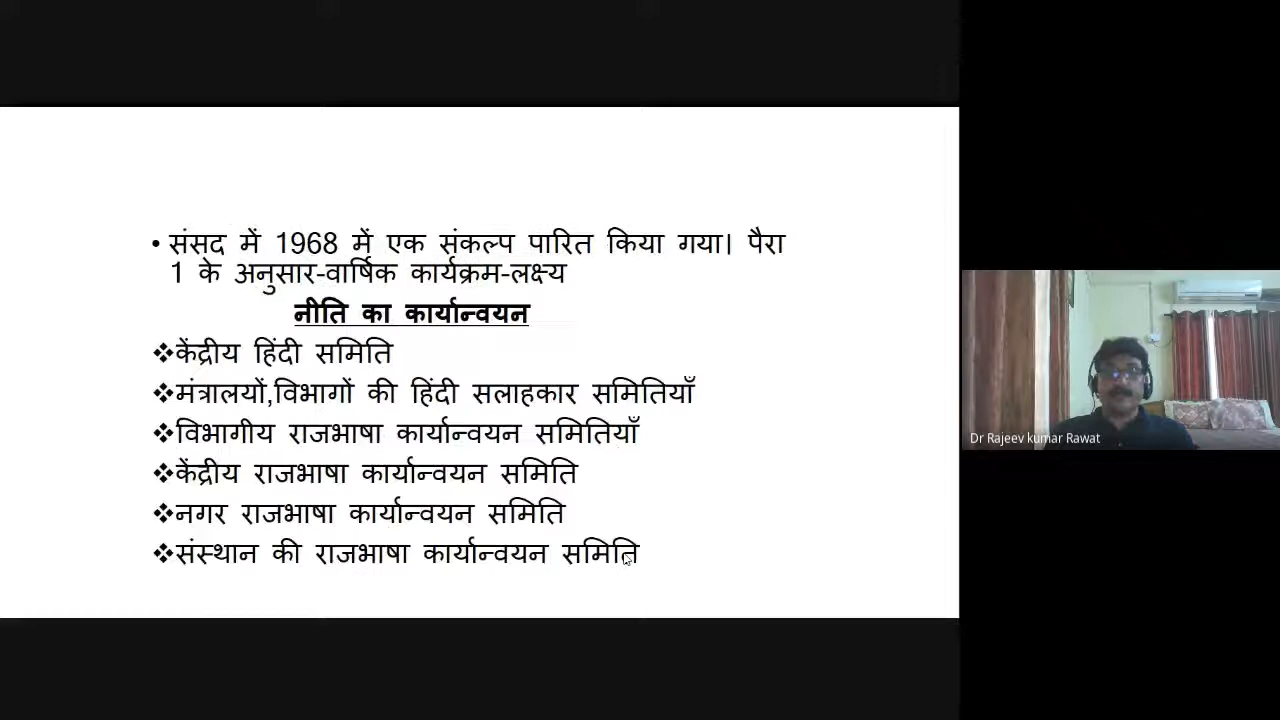 • संसद में 1968 में एक संकल्प पारित किया गया। पैरा
1 के अनुसार-वार्षिक कार्यक्रम-लक्ष्य
नीति का कार्यान्वयन
❖केंद्रीय हिंदी समिति
❖मंत्रालयों,विभागों की हिंदी सलाहकार समितियाँ
❖विभागीय राजभाषा कार्यान्वयन समितियाँ
❖केंद्रीय राजभाषा कार्यान्वयन समिति
❖नगर राजभाषा कार्यान्वयन समिति
❖संस्थान की राजभाषा कार्यान्वयन समिति
Dr Rajeev kumar Rawat